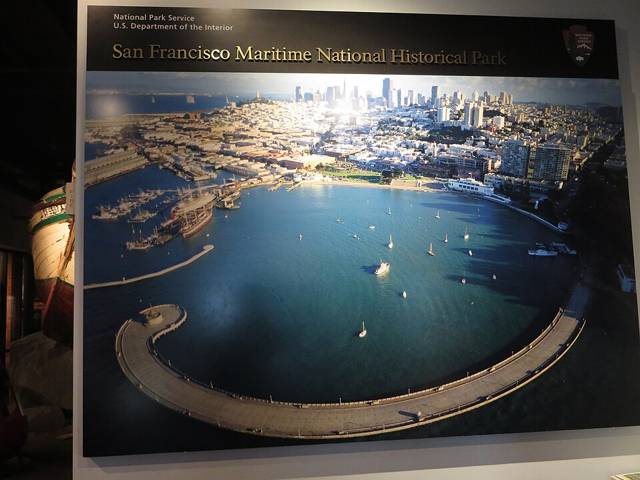 National Park Service
U.S. Department of the Interior
San Francisco Maritime National Historical Park